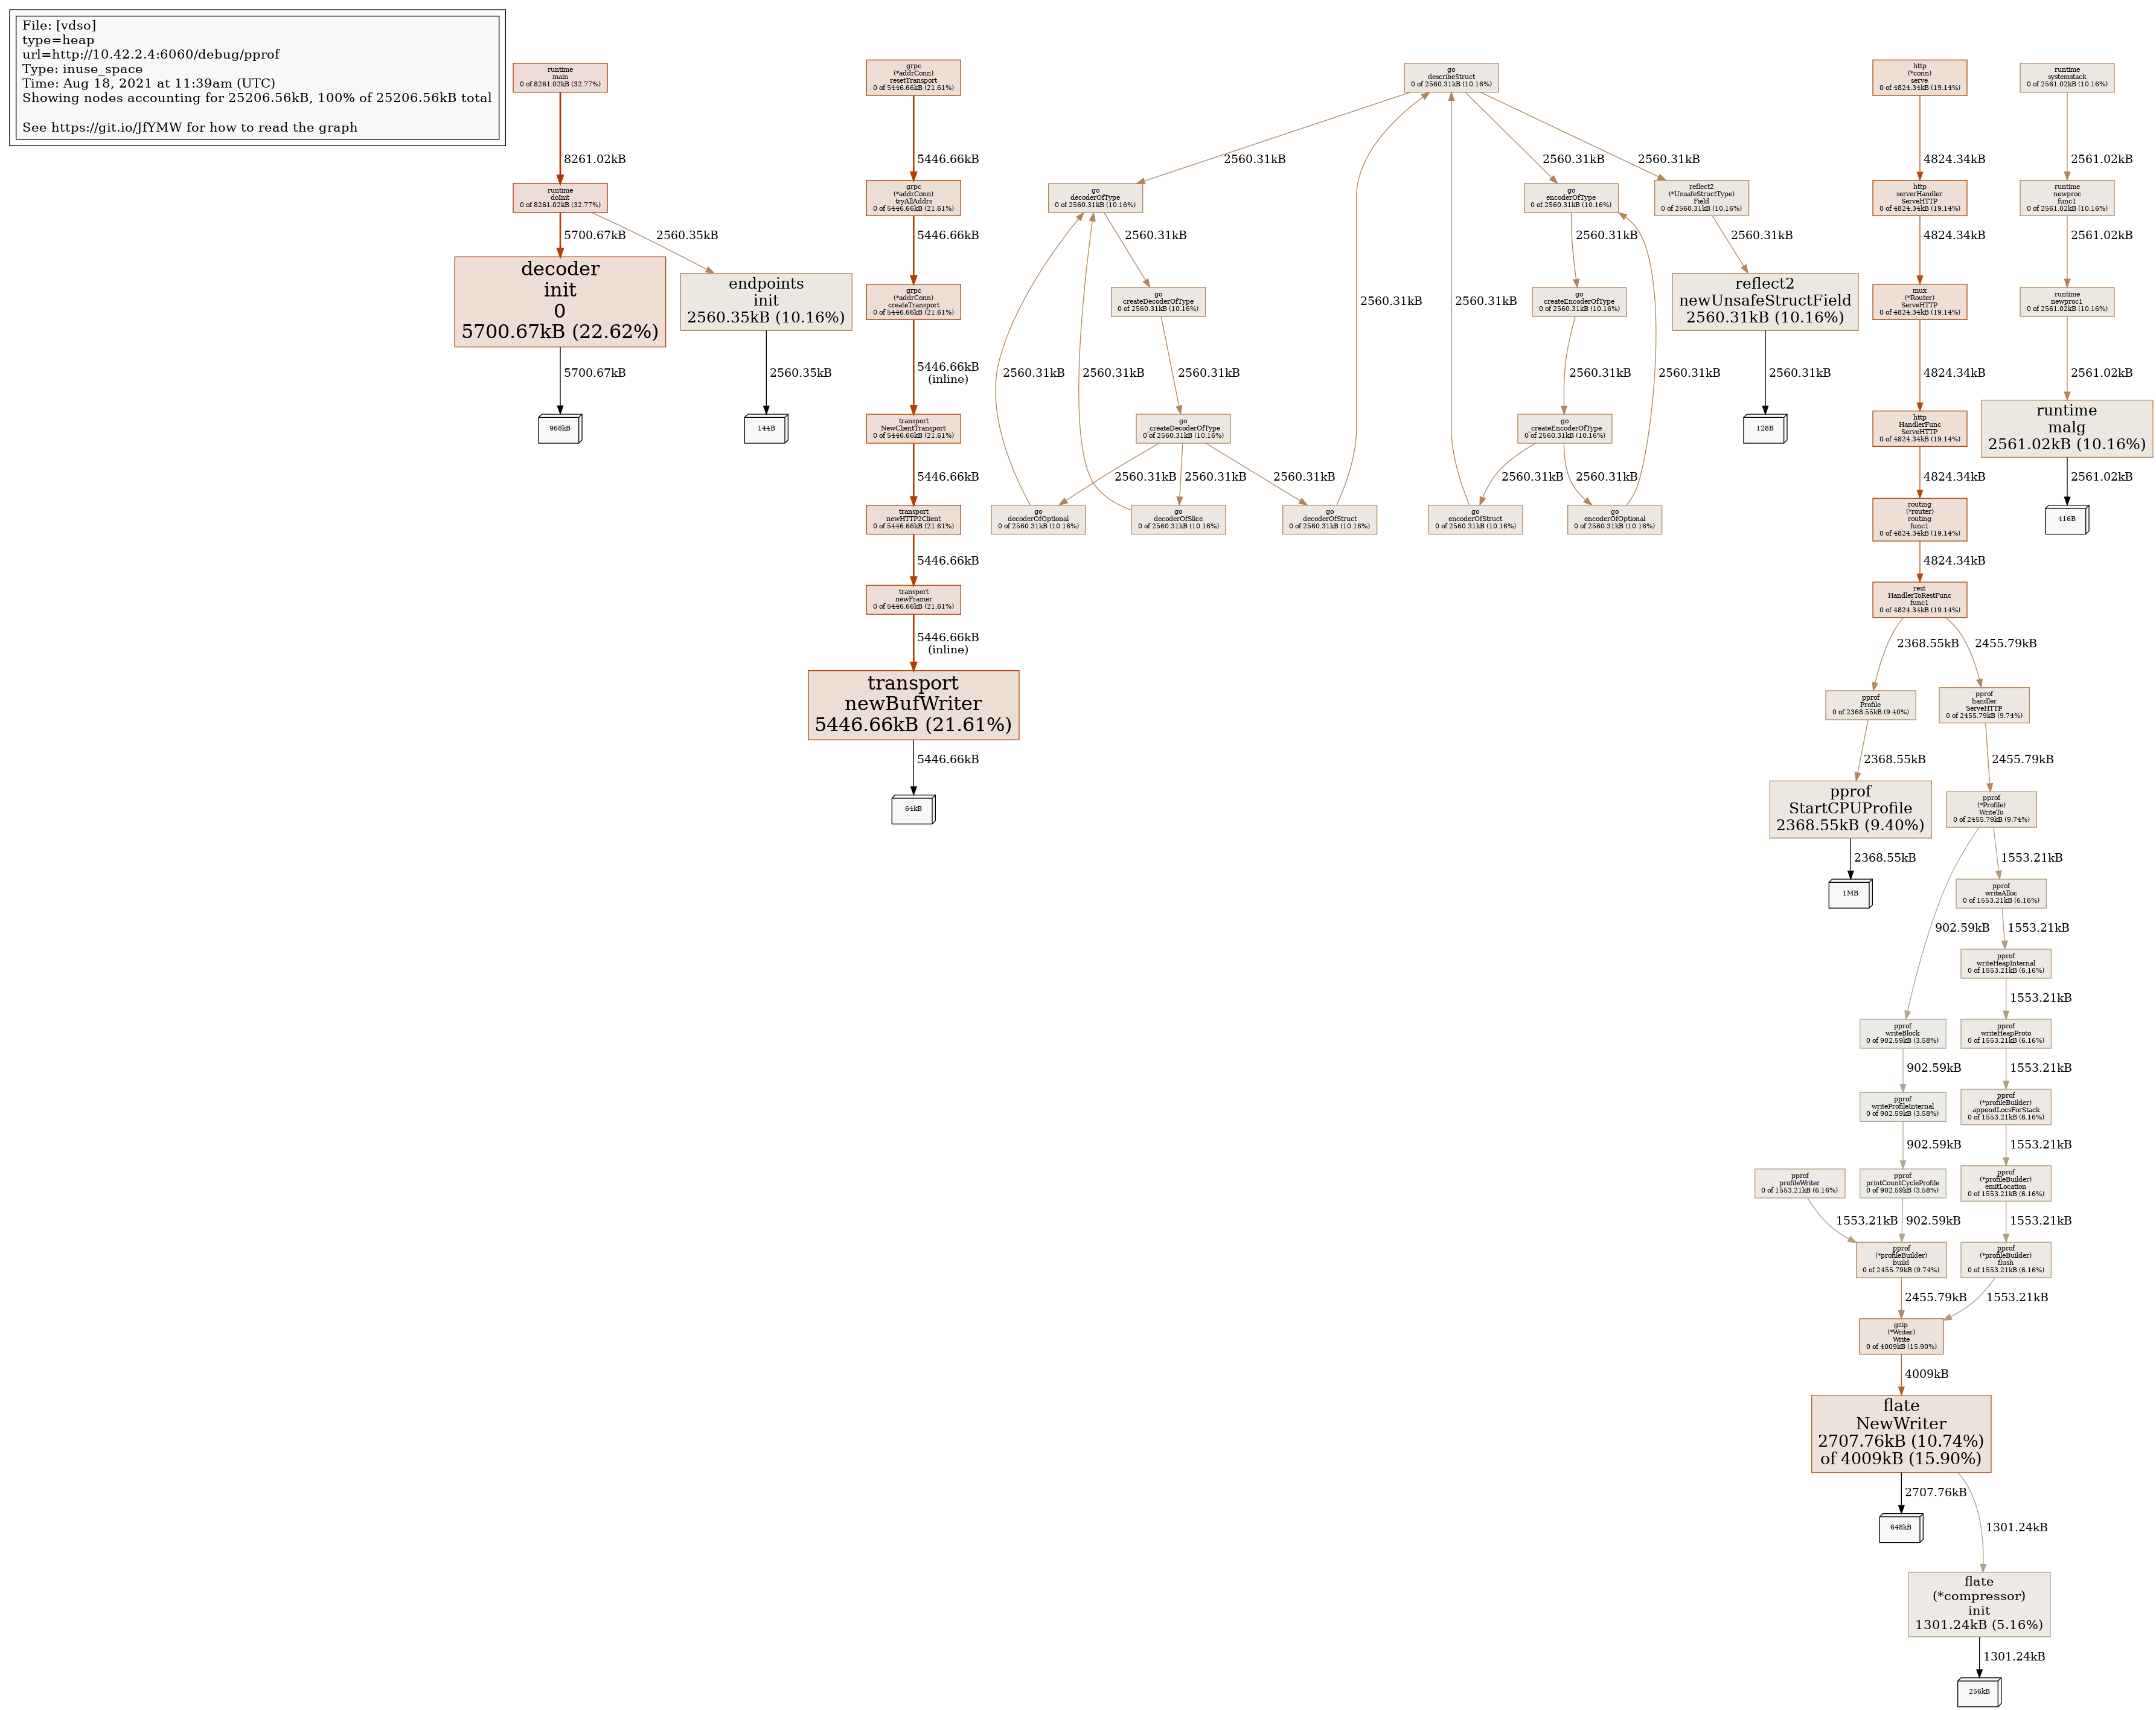 File: [vdso]
type=heap
url=http://10.42.2.4:6060/debug/pprof
Type: inuse_space
Time: Aug 18, 2021 at 11:39am (UTC)
Showing nodes accounting for 25206.56kB, 100% of 25206.56kB total
See https://git.io/JfYMW for how to read the graph
runtime
main
0 of 8261.02kB (32.77%)
8261.02kB
runtime
doInit
0 of 8261.02kB (32.77%)
5700.67kB
2560.35kB
decoder
init
0
5700.67kB (22.62%)
5700.67kB
968kB
endpoints
init
2560.35kB (10.16%)
2560.35kB
144B
grpc
(*addrConn)
resetTransport
0 of 5446.66kB (21.61%)
5446.66kB
grpc
(*addrConn)
tryAllAddrs
0 of 5446.66kB (21.61%)
5446.66kB
grpc
(*addrConn)
createTransport
0 of 5446.66kB (21.61%)
5446.66kB
(inline)
transport
NewClientTransport
0 of 5446.66kB (21.61%)
5446.66kB
transport
newHTTP2Client
0 of 5446.66kB (21.61%)
5446.66kB
transport
newFramer
0 of 5446.66kB (21.61%)
5446.66kB
(inline)
transport
newBufWriter
5446.66kB (21.61%)
5446.66kB
64kB
go
describeStruct
0 of 2560.31kB (10.16%)
2560.31kB
2560.31kB
2560.31kB
go
decoderOfType
0 of 2560.31kB (10.16%)
2560.31kB
go
createDecoderOfType
0 of 2560.31kB (10.16%)
2560.31kB
go
_createDecoderOfType
0 of 2560.31kB (10.16%)
2560.31kB
2560.31kB
2560.31kB
go
decoderOfOptional
0 of 2560.31kB (10.16%)
2560.31kB
go
decoderOfSlice
0 of 2560.31kB (10.16%)
2560.31kB
go
decoderOfStruct
0 of 2560.31kB (10.16%)
2560.31kB
go
encoderOfType
0 of 2560.31kB (10.16%)
2560.31kB
go
createEncoderOfType
0 of 2560.31kB (10.16%)
2560.31kB
go
_createEncoderOfType
0 of 2560.31kB (10.16%)
2560.31kB
2560.31kB
go
encoderOfStruct
0 of 2560.31kB (10.16%)
2560.31kB
go
encoderOfOptional
0 of 2560.31kB (10.16%)
2560.31kB
reflect2
(*UnsafeStructType)
Field
0 of 2560.31kB (10.16%)
2560.31kB
reflect2
newUnsafeStructField
2560.31kB (10.16%)
2560.31kB
128B
http
(*conn)
serve
0 of 4824.34kB (19.14%)
4824.34kB
http
serverHandler
ServeHTTP
0 of 4824.34kB (19.14%)
4824.34kB
mux
(*Router)
ServeHTTP
0 of 4824.34kB (19.14%)
4824.34kB
http
HandlerFunc
ServeHTTP
0 of 4824.34kB (19.14%)
4824.34kB
routing
(*router)
routing
func1
0 of 4824.34kB (19.14%)
4824.34kB
rest
HandlerToRestFunc
func1
0 of 4824.34kB (19.14%)
2368.55kB
2455.79kB
pprof
Profile
0 of 2368.55kB (9.40%)
2368.55kB
pprof
StartCPUProfile
2368.55kB (9.40%)
2368.55kB
1MB
pprof
handler
ServeHTTP
0 of 2455.79kB (9.74%)
2455.79kB
pprof
(*Profile)
WriteTo
0 of 2455.79kB (9.74%)
902.59kB
1553.21kB
pprof
writeAlloc
0 of 1553.21kB (6.16%)
1553.21kB
pprof
writeHeapInternal
0 of 1553.21kB (6.16%)
1553.21kB
pprof
writeBlock
0 of 902.59kB (3.58%)
902.59kB
pprof
writeHeapProto
0 of 1553.21kB (6.16%)
1553.21kB
pprof
writeProfileInternal
0 of 902.59kB (3.58%)
902.59kB
pprof
(*profileBuilder)
appendLocsForStack
0 of 1553.21kB (6.16%)
1553.21kB
pprof
profileWriter
0 of 1553.21kB (6.16%)
1553.21kB
pprof
printCountCycleProfile
0 of 902.59kB (3.58%)
902.59kB
pprof
(*profileBuilder)
emitLocation
0 of 1553.21kB (6.16%)
1553.21kB
pprof
(*profileBuilder)
build
0 of 2455.79kB (9.74%)
2455.79kB
pprof
(*profileBuilder)
flush
0 of 1553.21kB (6.16%)
1553.21kB
gzip
(*Writer)
Write
0 of 4009kB (15.90%)
4009kB
flate
NewWriter
2707.76kB (10.74%)
of 4009kB (15.90%)
2707.76kB
648kB
1301.24kB
flate
(*compressor)
init
1301.24kB (5.16%)
1301.24kB
256kB
runtime
systemstack
0 of 2561.02kB (10.16%)
2561.02kB
runtime
newproc
func1
0 of 2561.02kB (10.16%)
2561.02kB
runtime
newproc1
0 of 2561.02kB (10.16%)
2561.02kB
runtime
malg
2561.02kB (10.16%)
2561.02kB
416B